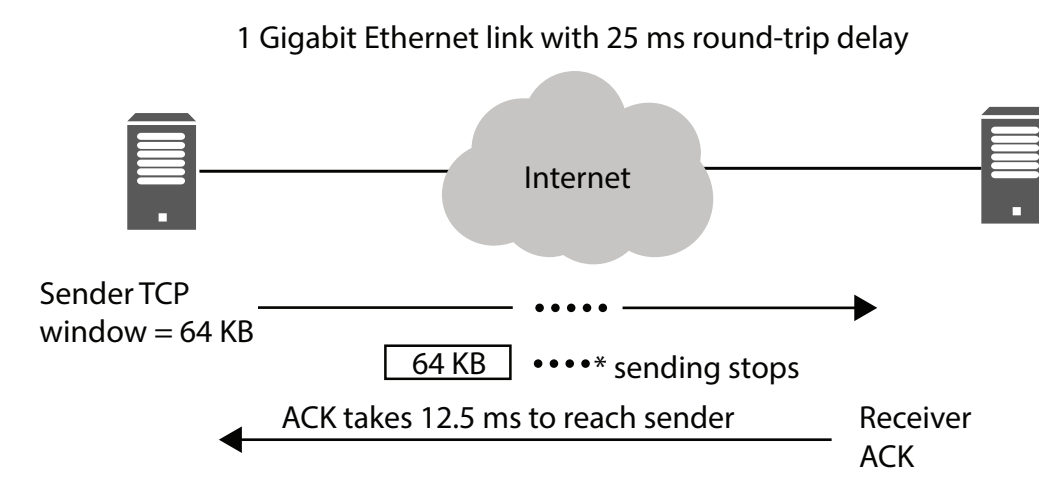 1 Gigabit Ethernet link with 25 ms round-trip delay
Internet
Sender TCP
window = 64 KB
64 KB ••••* sending stops
ACK takes 12.5 ms to reach sender
Receiver
ACK